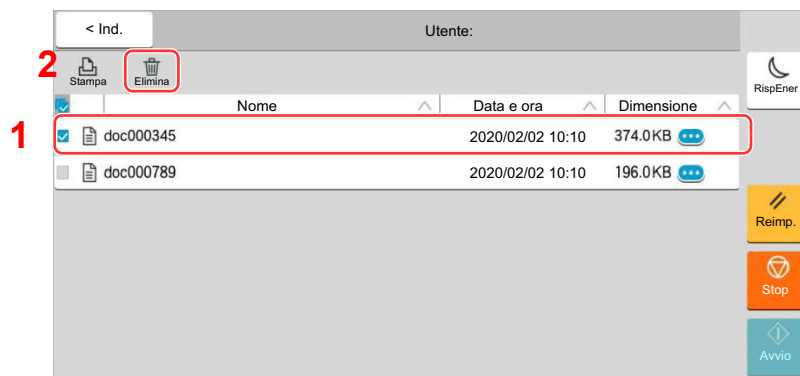 < Ind.
Utente:
2
Stampa
Elimina
RispEner
Nome
Data e ora
Dimensione
1
doc000345
2020/02/02 10:10
374.0KB
doc000789
2020/02/02 10:10
196.0KB
Reimp.
Stop
Avvio